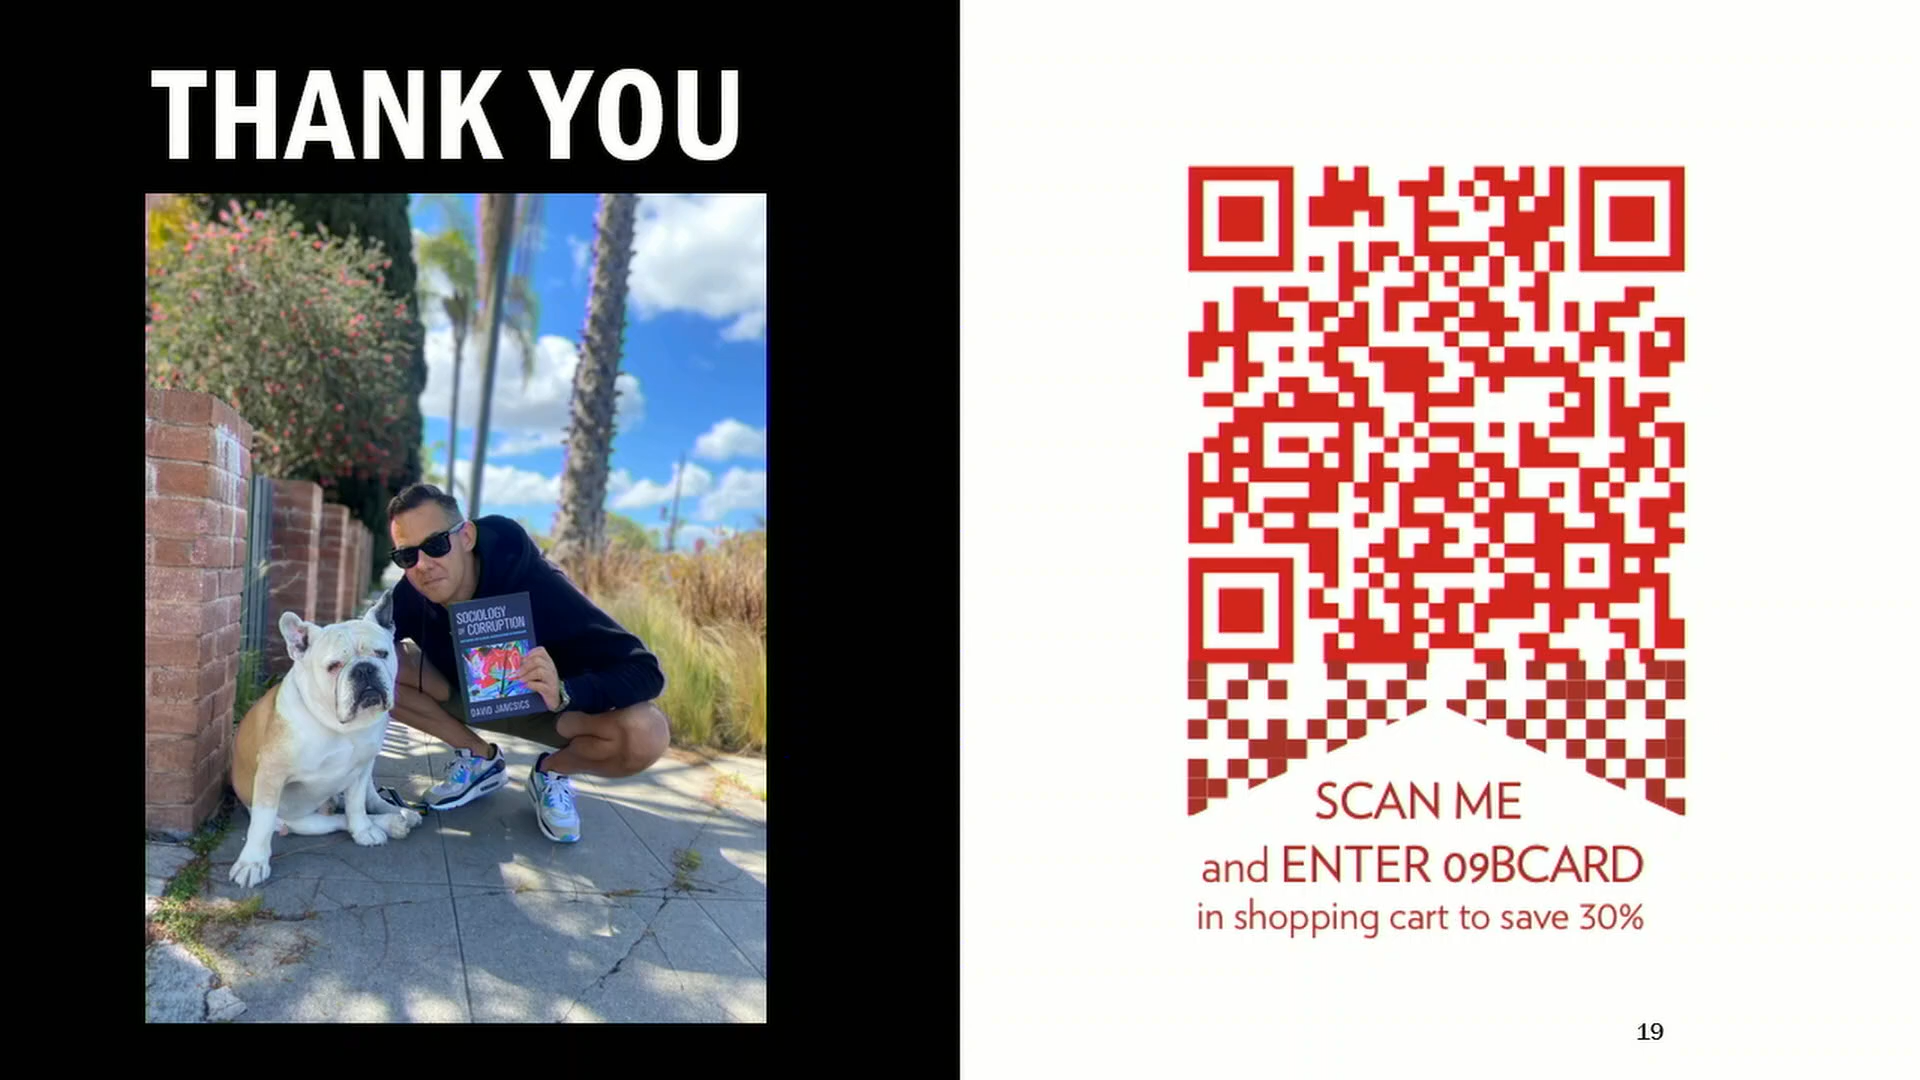 THANK YOU
SOCIOLOGY
OF CORRUPTION
DAVID JANCSICS
SCAN ME
and ENTER 09BCARD
in shopping cart to save 30%
19